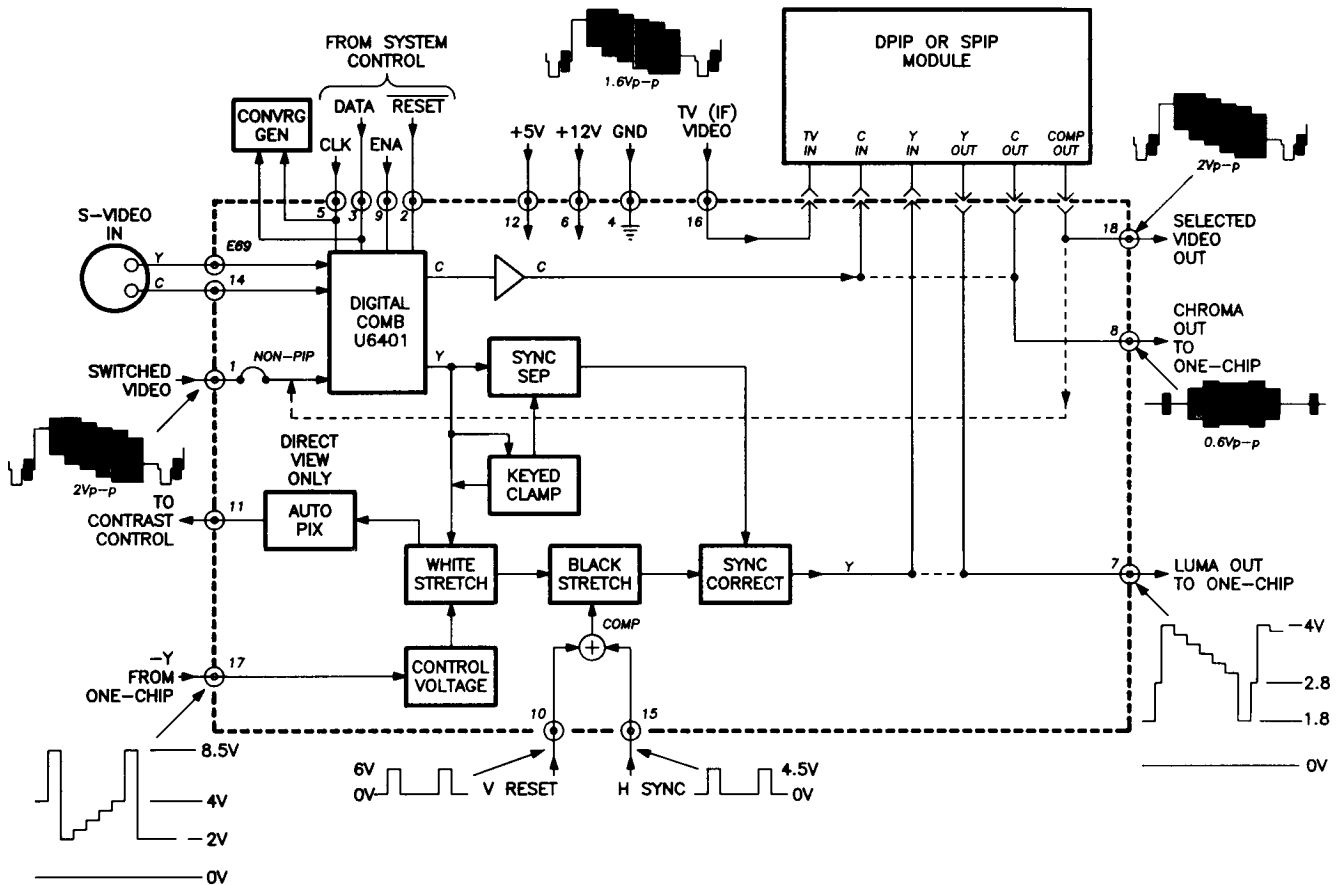 FROM SYSTEM
CONTROL
DATA
RESET
CLK
ENA
CONVRG
GEN
5
3
9
2
1.6Vp-p
+5V
+12V
GND
TV (IF)
VIDEO
12
6
4
16
DPIP OR SPIP
MODULE
TV
IN
C
IN
Y
IN
Y
OUT
C
OUT
COMP
OUT
2Vp-p
18
SELECTED
VIDEO
OUT
S-VIDEO
IN
Y
C
E69
14
DIGITAL
COMB
U6401
C
C
Y
8
CHROMA
OUT
TO
ONE-CHIP
0.6Vp-p
SWITCHED
VIDEO
1
NON-PIP
2Vp-p
SYNC
SEP
KEYED
CLAMP
DIRECT
VIEW
ONLY
AUTO
PIX
TO
CONTRAST
CONTROL
11
WHITE
STRETCH
BLACK
STRETCH
SYNC
CORRECT
Y
7
LUMA OUT
TO ONE-CHIP
4V
2.8
1.8
0V
COMP
+
-Y
FROM
ONE-CHIP
17
CONTROL
VOLTAGE
10
15
8.5V
4V
2V
0V
6V
0V
V RESET
H SYNC
4.5V
0V